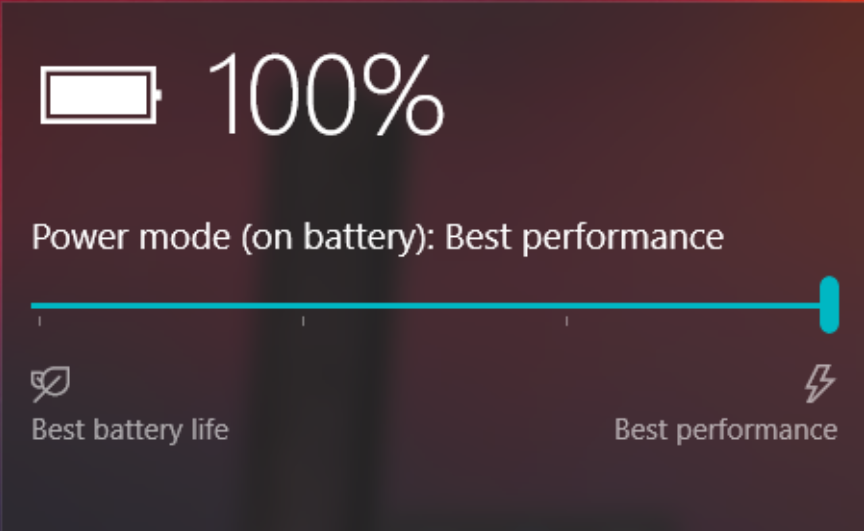 100%
Power mode (on battery): Best performance
Best battery life
Best performance